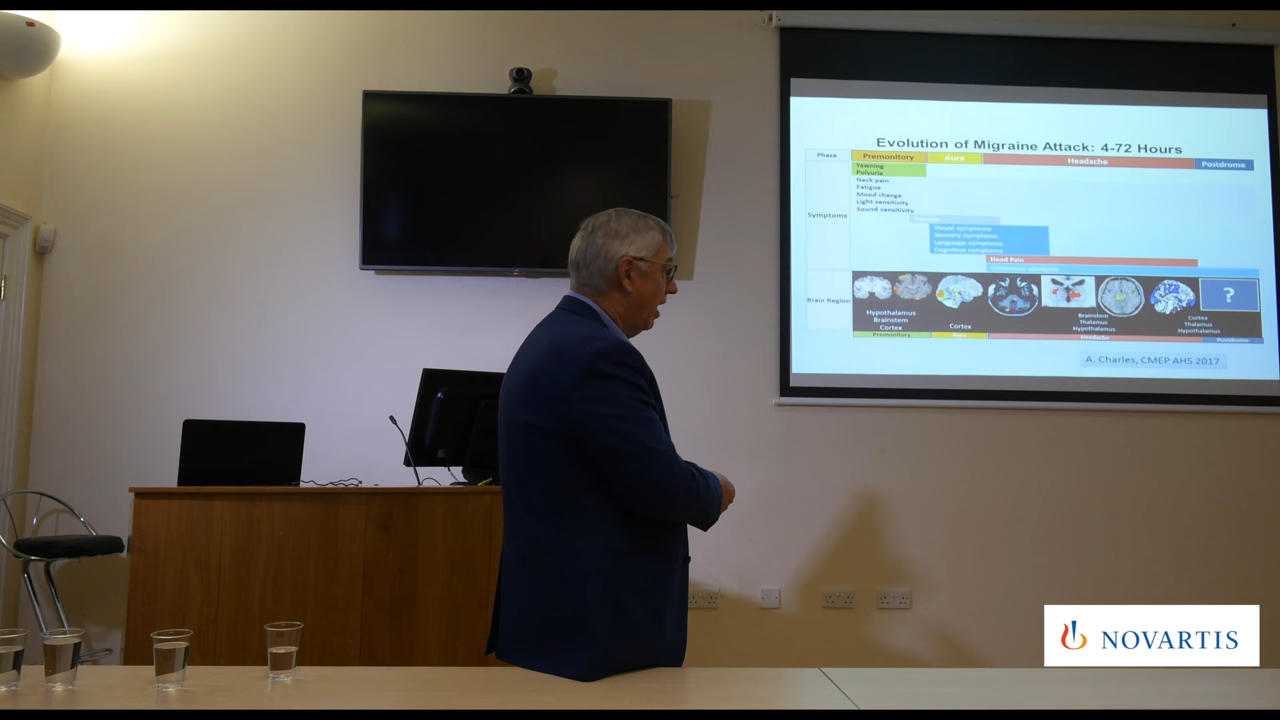 Evolution of Migraine Attack: 4-72 Hours
Phase Premonitory Aura Headache Postdrome
Yawning
Polyuria
Neck pain
Fatigue
Mood change
Light sensitivity
Sound sensitivity
Symptoms
Visual symptoms
Sensory symptoms
Language symptoms
Cognitive symptoms
Head Pain
Cutaneous allodynia
Brain Region
?
Hypothalamus
Brainstem
Cortex
Cortex
Brainstem
Thalamus
Hypothalamus
Cortex
Thalamus
Hypothalamus
Premonitory Aura Headache Postdrome
A. Charles, CMEP AHS 2017
NOVARTIS